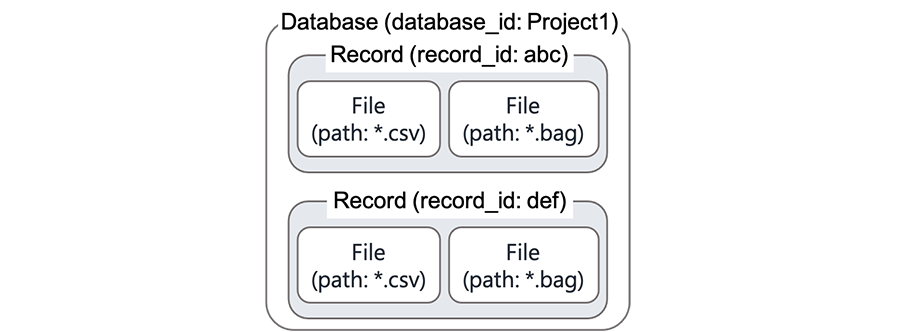 Database (database_id: Project1)
Record (record_id: abc)
File
(path: *.csv)
File
(path: *.bag)
Record (record_id: def)
File
(path: *.csv)
File
(path: *.bag)